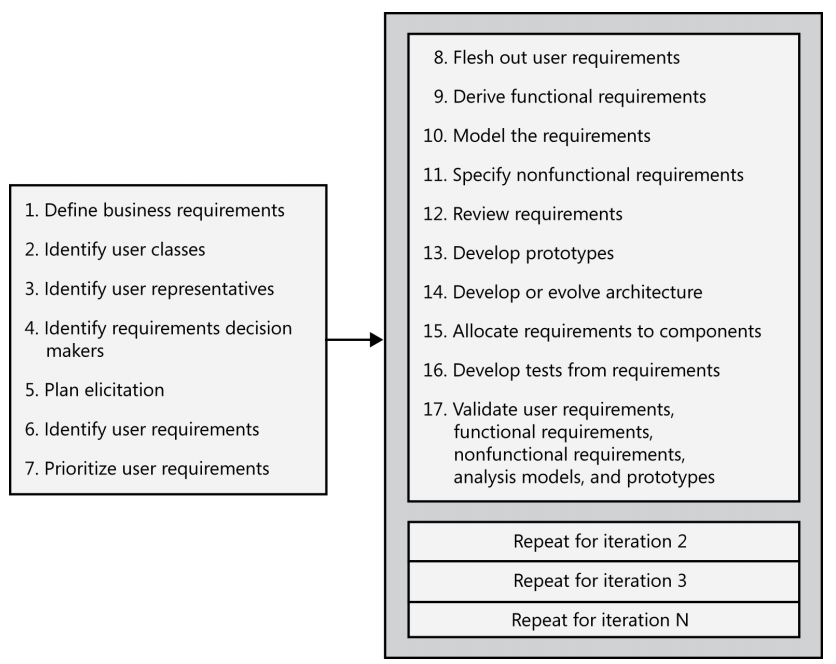 1. Define business requirements
2. Identify user classes
3. Identify user representatives
4. Identify requirements decision
makers
5. Plan elicitation
6. Identify user requirements
7. Prioritize user requirements
8. Flesh out user requirements
9. Derive functional requirements
10. Model the requirements
11. Specify nonfunctional requirements
12. Review requirements
13. Develop prototypes
14. Develop or evolve architecture
15. Allocate requirements to components
16. Develop tests from requirements
17. Validate user requirements,
functional requirements,
nonfunctional requirements,
analysis models, and prototypes
Repeat for iteration 2
Repeat for iteration 3
Repeat for iteration N